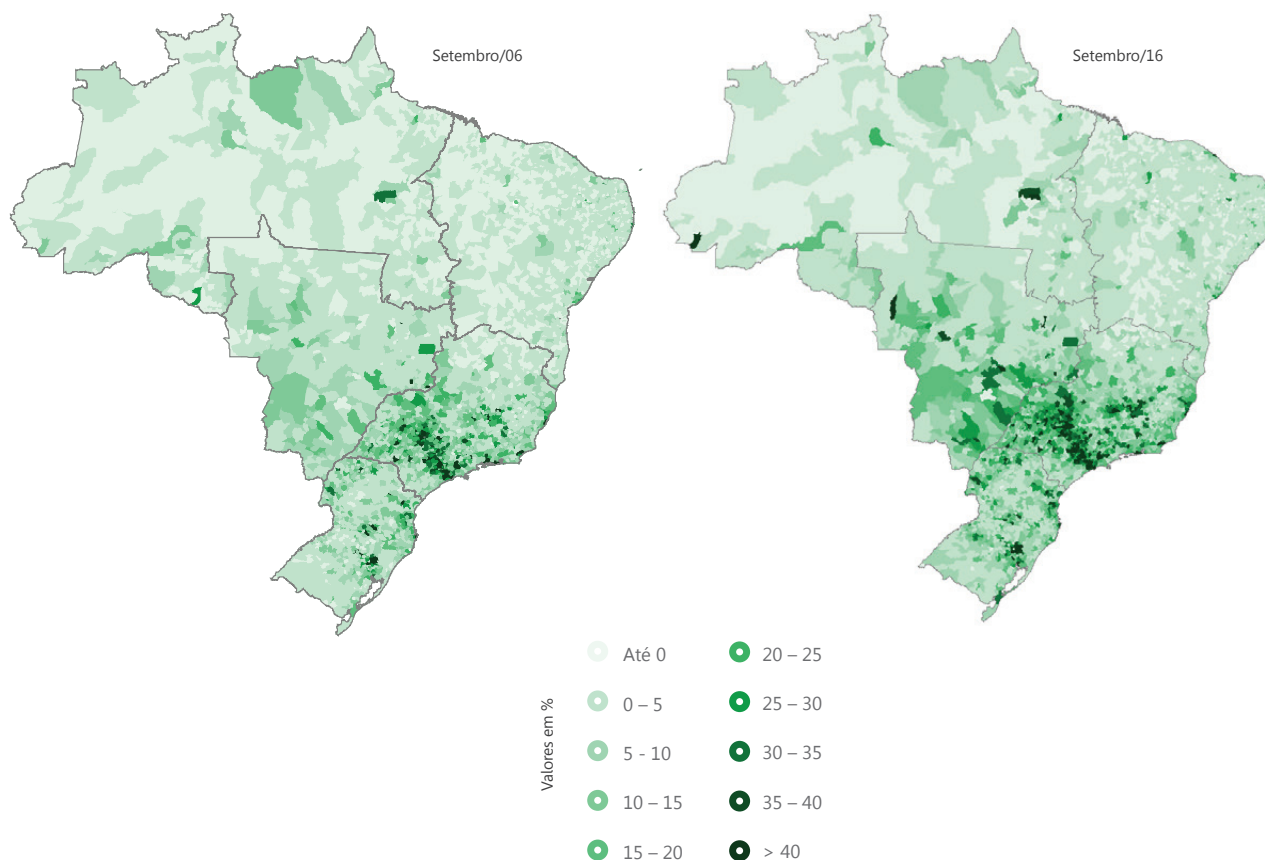 Setembro/06
Setembro/16
Valores em %
Até 0
0 – 5
5 - 10
10 – 15
15 – 20
20 – 25
25 – 30
30 – 35
35 – 40
> 40